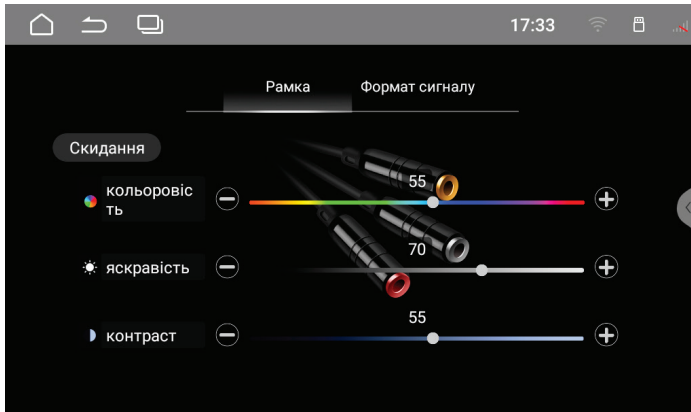 17:33
Рамка
Формат сигналу
Скидання
55
кольоровіс
ть
70
яскравість
55
контраст